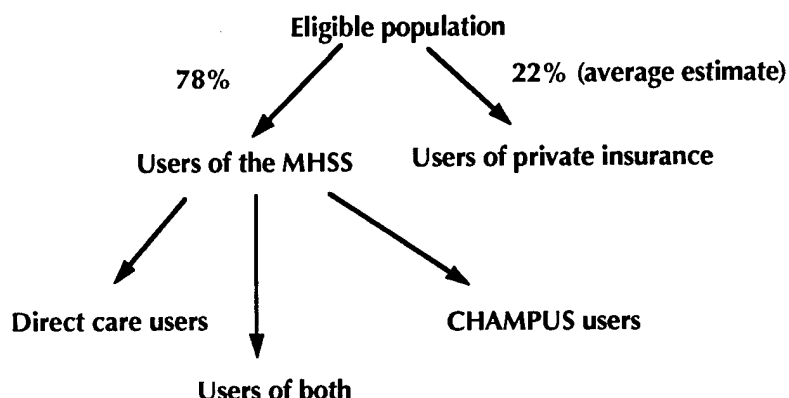 Eligible population
78%
22% (average estimate)
Users of the MHSS
Users of private insurance
Direct care users
CHAMPUS users
Users of both